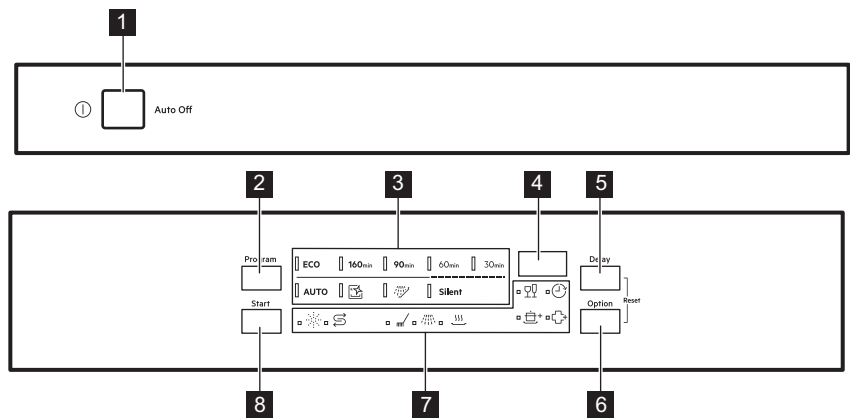 1
Auto Off
2 3 4 5
Program
ECO 160min 90min 60min 30min
Delay
AUTO Silent
Start
Option
Reset
8 7 6